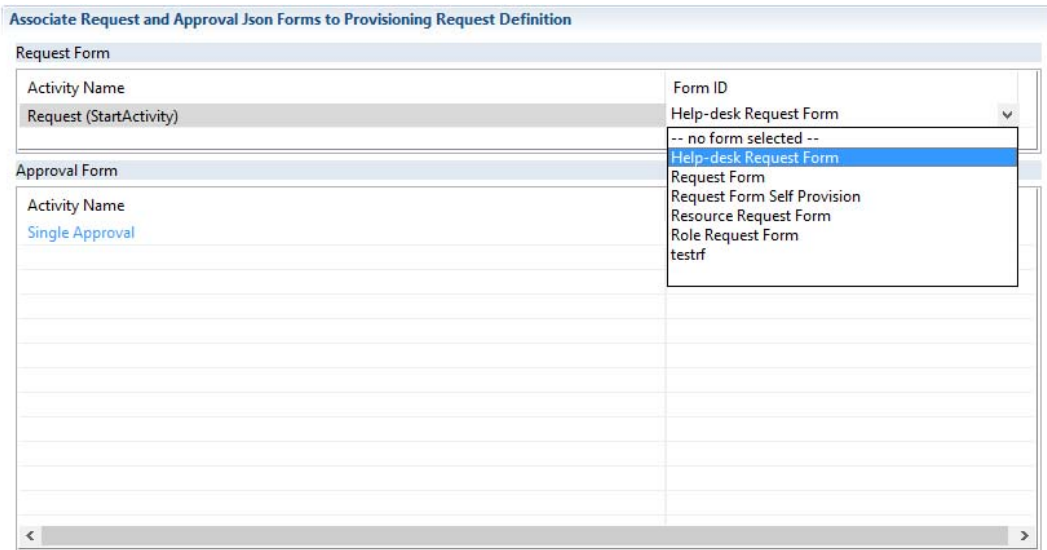 Associate Request and Approval Json Forms to Provisioning Request Definition
Request Form
Activity Name Form ID
Request (StartActivity) Help-desk Request Form
-- no form selected --
Help-desk Request Form
Request Form
Request Form Self Provision
Resource Request Form
Role Request Form
testrf
Approval Form
Activity Name
Single Approval